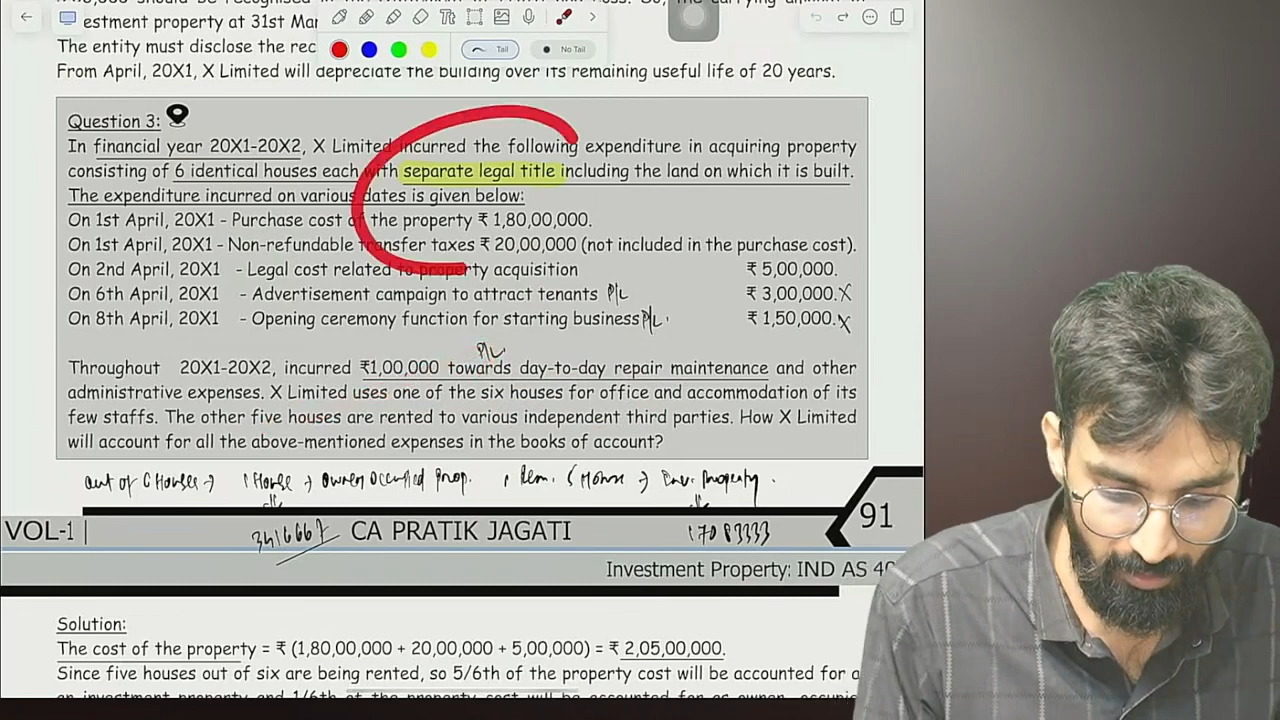 estment property at 31st Mar
The entity must disclose the rec
Tail
No Tail
From April, 20X1, X Limited will depreciate the building over its remaining useful life of 20 years.
Question 3:
In financial year 20X1-20X2, X Limited incurred the following expenditure in acquiring property
consisting of 6 identical houses each with separate legal title including the land on which it is built.
The expenditure incurred on various dates is given below:
On 1st April, 20X1 - Purchase cost of the property ₹ 1,80,00,000.
On 1st April, 20X1 - Non-refundable transfer taxes ₹ 20,00,000 (not included in the purchase cost).
On 2nd April, 20X1 - Legal cost related to property acquisition ₹ 5,00,000.
On 6th April, 20X1 - Advertisement campaign to attract tenants P/L ₹ 3,00,000. X
On 8th April, 20X1 - Opening ceremony function for starting business P/L. ₹ 1,50,000. X
P/L
Throughout 20X1-20X2, incurred ₹1,00,000 towards day-to-day repair maintenance and other
administrative expenses. X Limited uses one of the six houses for office and accommodation of its
few staffs. The other five houses are rented to various independent third parties. How X Limited
will account for all the above-mentioned expenses in the books of account?
out of 6 Houses → 1 House → owner occupied prop. , Rem. 5 House → Inv. Property.
VOL-1 | 3416667 CA PRATIK JAGATI 17083333 91
Investment Property: IND AS 40
Solution:
The cost of the property = ₹ (1,80,00,000 + 20,00,000 + 5,00,000) = ₹ 2,05,00,000.
Since five houses out of six are being rented, so 5/6th of the property cost will be accounted for a